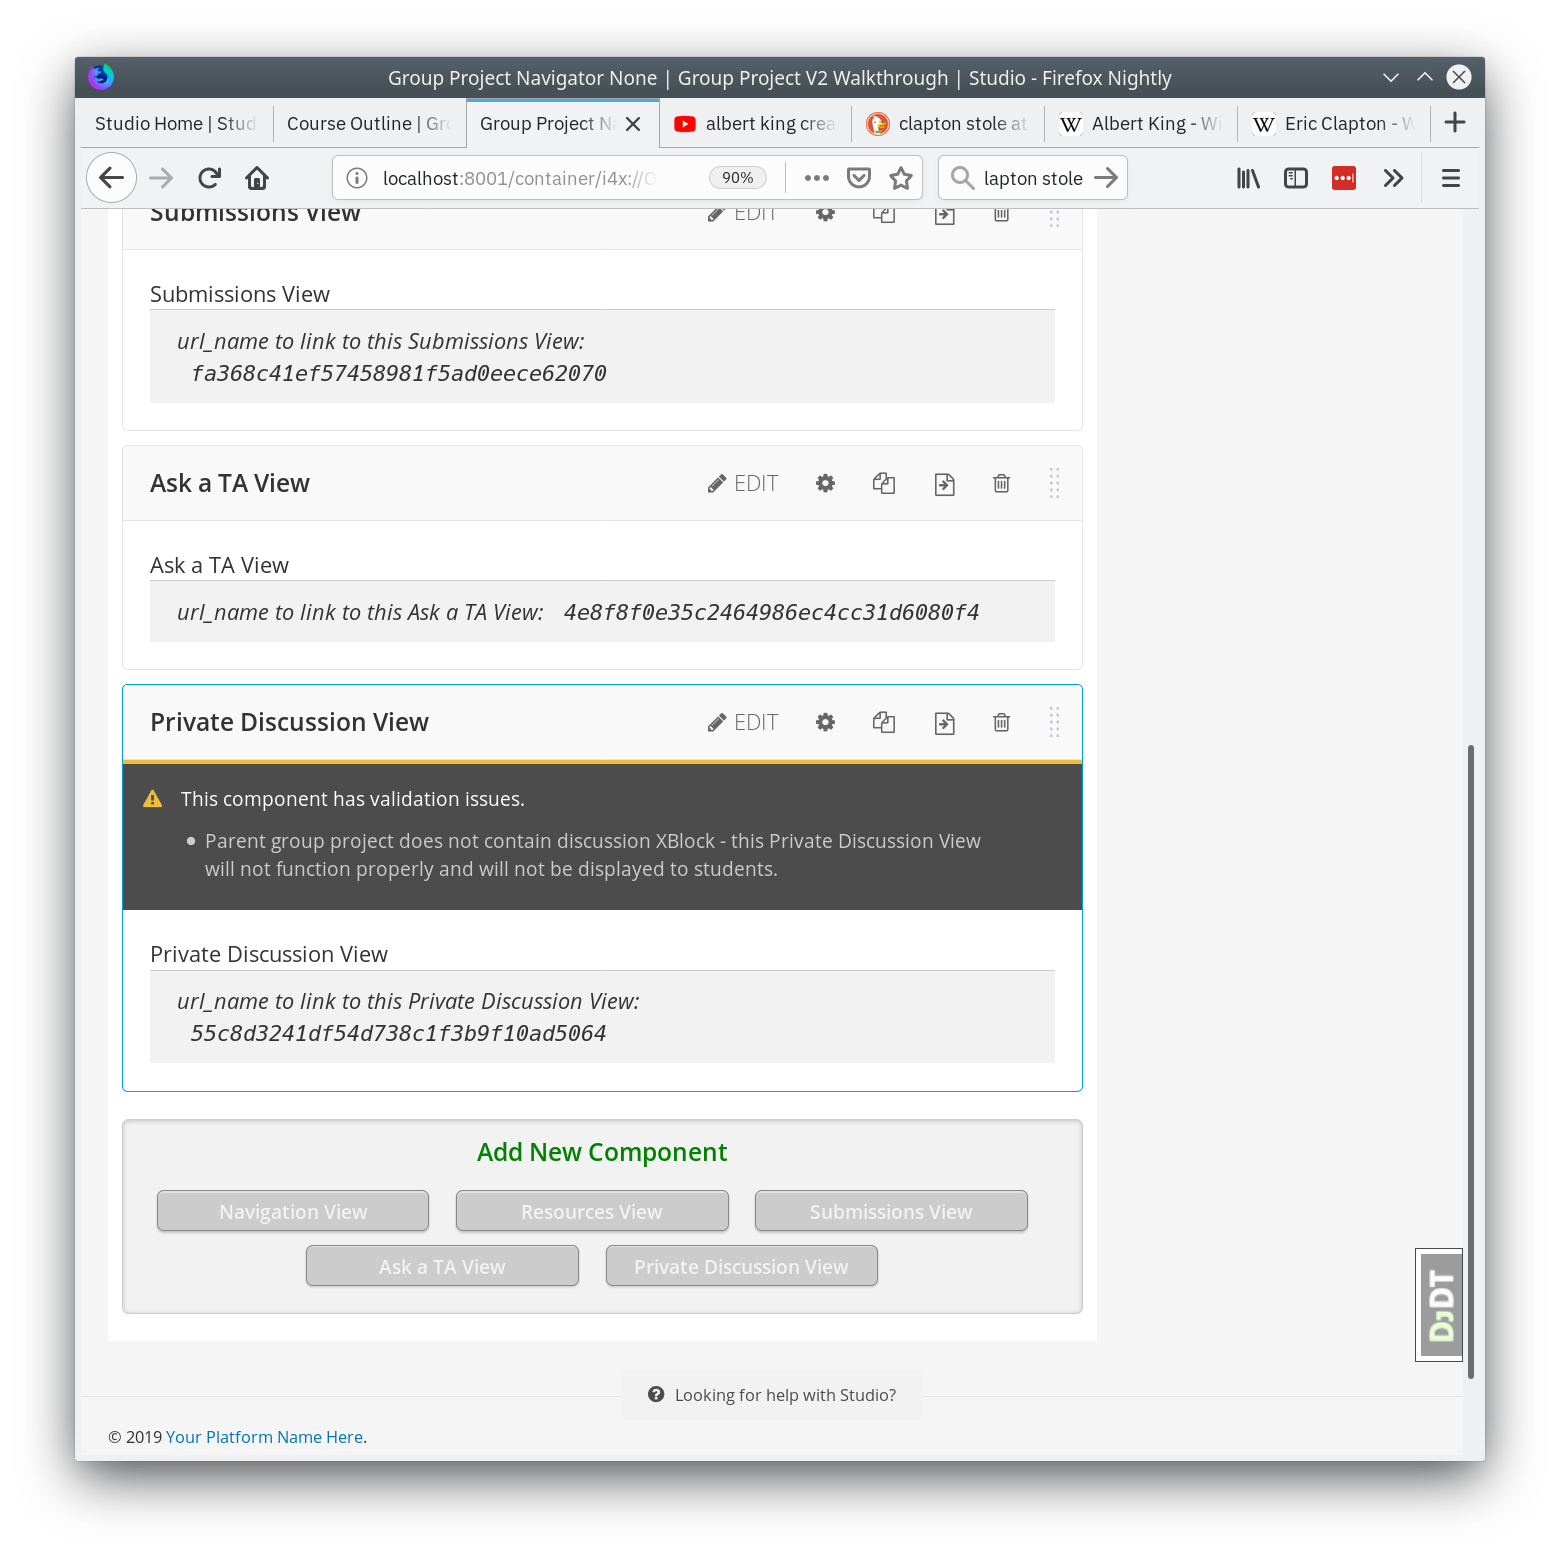 Group Project Navigator None | Group Project V2 Walkthrough | Studio - Firefox Nightly
Studio Home | Stud
Course Outline | Gr
Group Project N
albert king crea
clapton stole at
W Albert King - Wi
W Eric Clapton - W
localhost:8001/container/i4x://O
90%
lapton stole
Submissions View
EDIT
Submissions View
url_name to link to this Submissions View:
fa368c41ef57458981f5ad0eece62070
Ask a TA View
EDIT
Ask a TA View
url_name to link to this Ask a TA View: 4e8f8f0e35c2464986ec4cc31d6080f4
Private Discussion View
EDIT
This component has validation issues.
• Parent group project does not contain discussion XBlock - this Private Discussion View
will not function properly and will not be displayed to students.
Private Discussion View
url_name to link to this Private Discussion View:
55c8d3241df54d738c1f3b9f10ad5064
Add New Component
Navigation View
Resources View
Submissions View
Ask a TA View
Private Discussion View
DJDT
Looking for help with Studio?
© 2019 Your Platform Name Here.